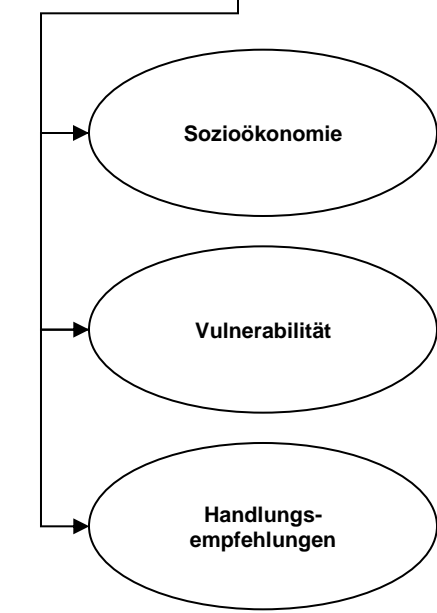 Sozioökonomie
Vulnerabilität
Handlungs-
empfehlungen